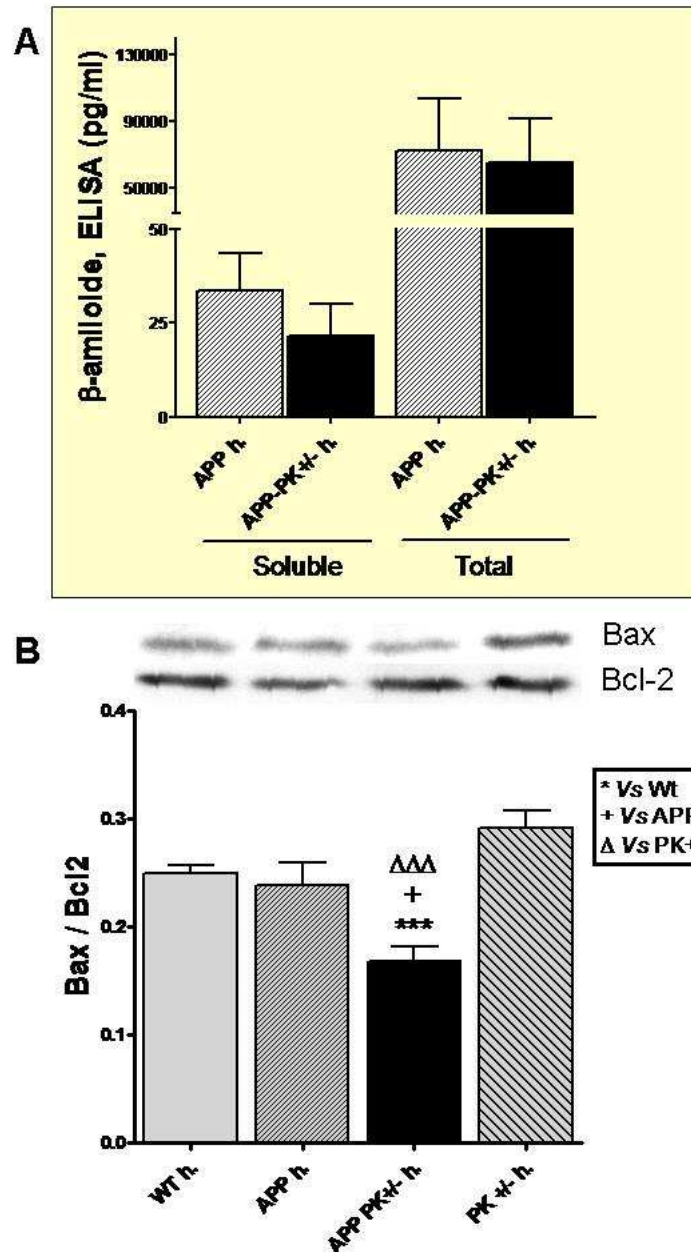 A
β-amiloide, ELISA (pg/ml)
130000
90000
50000
50
25
0
APP h.
APP-PK+/- h.
APP h.
APP-PK+/- h.
Soluble
Total
B
Bax
Bcl-2
Bax / Bcl2
0.4
0.3
0.2
0.1
0.0
ΔΔΔ
+
***
* Vs Wt
+ Vs APP
Δ Vs PK+
WT h.
APP h.
APP PK+/- h.
PK +/- h.